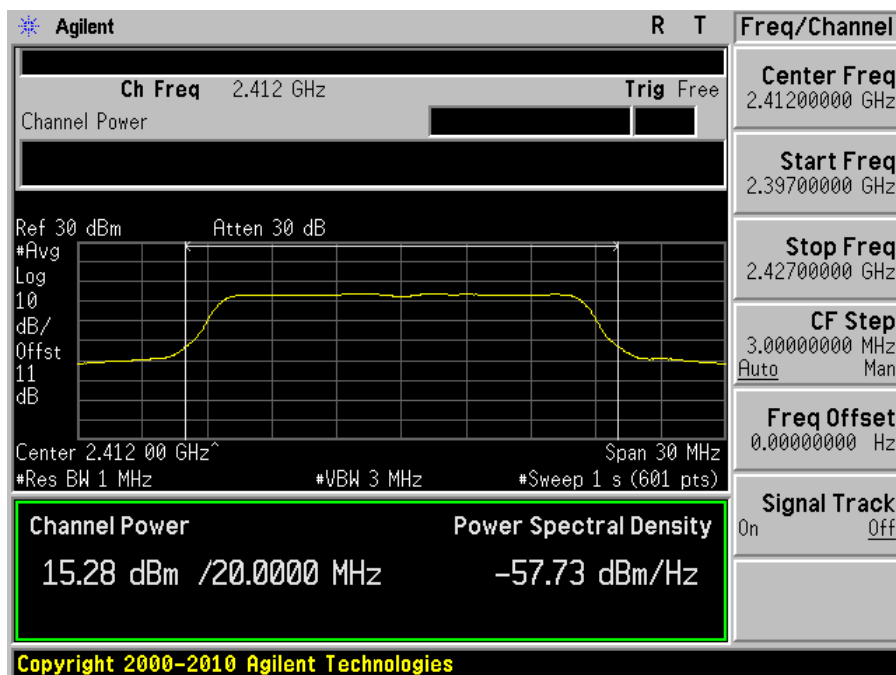 Agilent
R T
Freq/Channel
Ch Freq 2.412 GHz
Trig Free
Channel Power
Center Freq
2.41200000 GHz
Start Freq
2.39700000 GHz
Stop Freq
2.42700000 GHz
CF Step
3.00000000 MHz
Auto Man
Freq Offset
0.00000000 Hz
Signal Track
On Off
Ref 30 dBm
Atten 30 dB
#Avg
Log
10
dB/
Offst
11
dB
Center 2.412 00 GHz^
Span 30 MHz
#Res BW 1 MHz
#VBW 3 MHz
#Sweep 1 s (601 pts)
Channel Power
Power Spectral Density
15.28 dBm /20.0000 MHz
-57.73 dBm/Hz
Copyright 2000-2010 Agilent Technologies